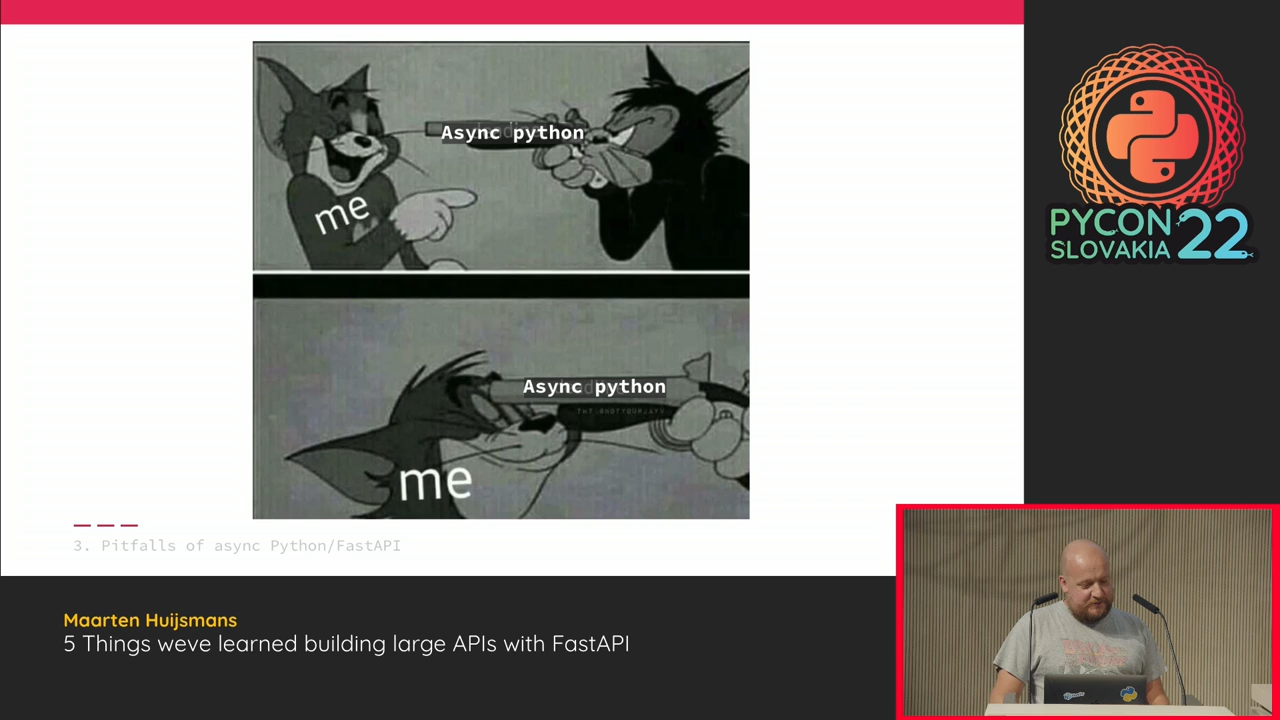 Async python
me
Async python
me
3. Pitfalls of async Python/FastAPI
PYCON
SLOVAKIA
22
Maarten Huijsmans
5 Things weve learned building large APIs with FastAPI